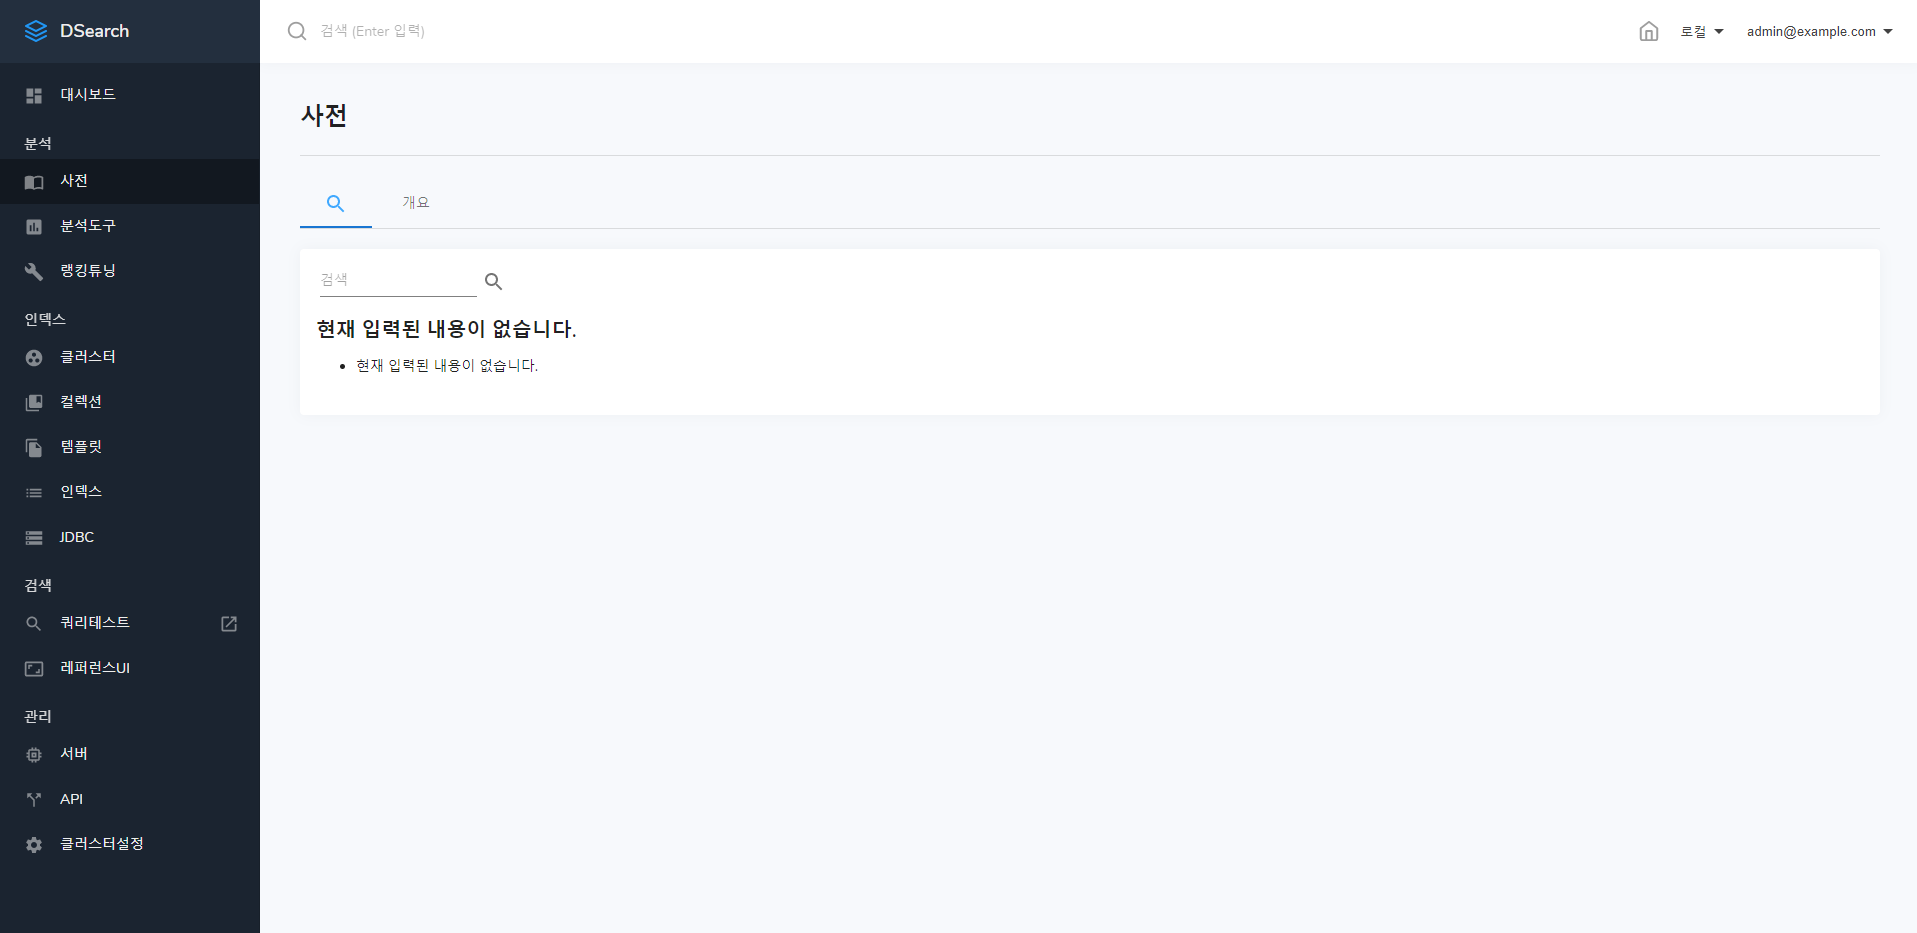 DSearch
대시보드
분석
사전
분석도구
랭킹튜닝
인덱스
클러스터
컬렉션
템플릿
인덱스
JDBC
검색
쿼리테스트
레퍼런스UI
관리
서버
API
클러스터설정
검색 (Enter 입력)
로컬
admin@example.com
사전
개요
검색
현재 입력된 내용이 없습니다.
현재 입력된 내용이 없습니다.